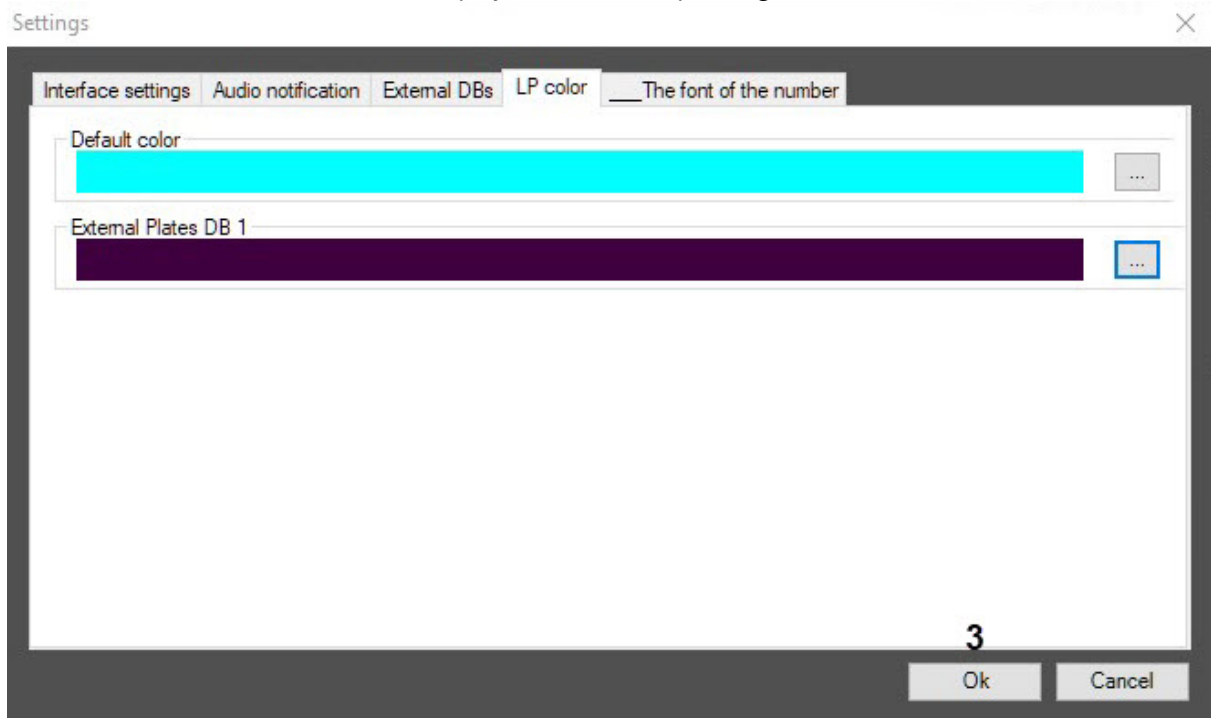 Settings
Interface settings Audio notification External DBs LP color ___The font of the number
Default color
...
External Plates DB 1
...
3
Ok Cancel